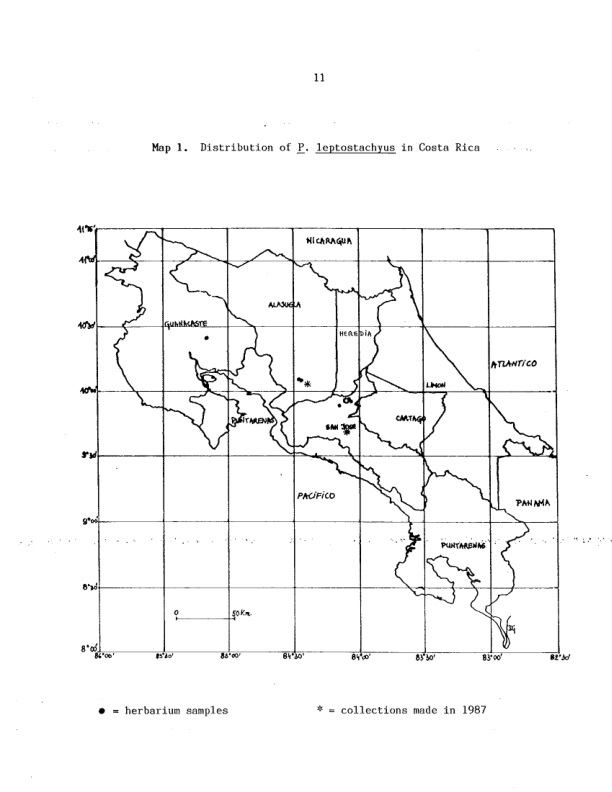 11
Map 1. Distribution of P. leptostachyus in Costa Rica
11°15'
NICARAGUA
11°00'
ALAJUELA
10°30'
GUANACASTE
HEREDIA
ATLANTICO
10°00'
LIMON
PUNTARENAS
SAN JOSE
CARTAGO
9°30'
PACÍFICO
PANAMA
9°00'
PUNTARENAS
8°30'
0 50 Km
8°00'
86°00' 85°30' 85°00' 84°30' 84°00' 83°30' 83°00' 82°30'
● = herbarium samples * = collections made in 1987